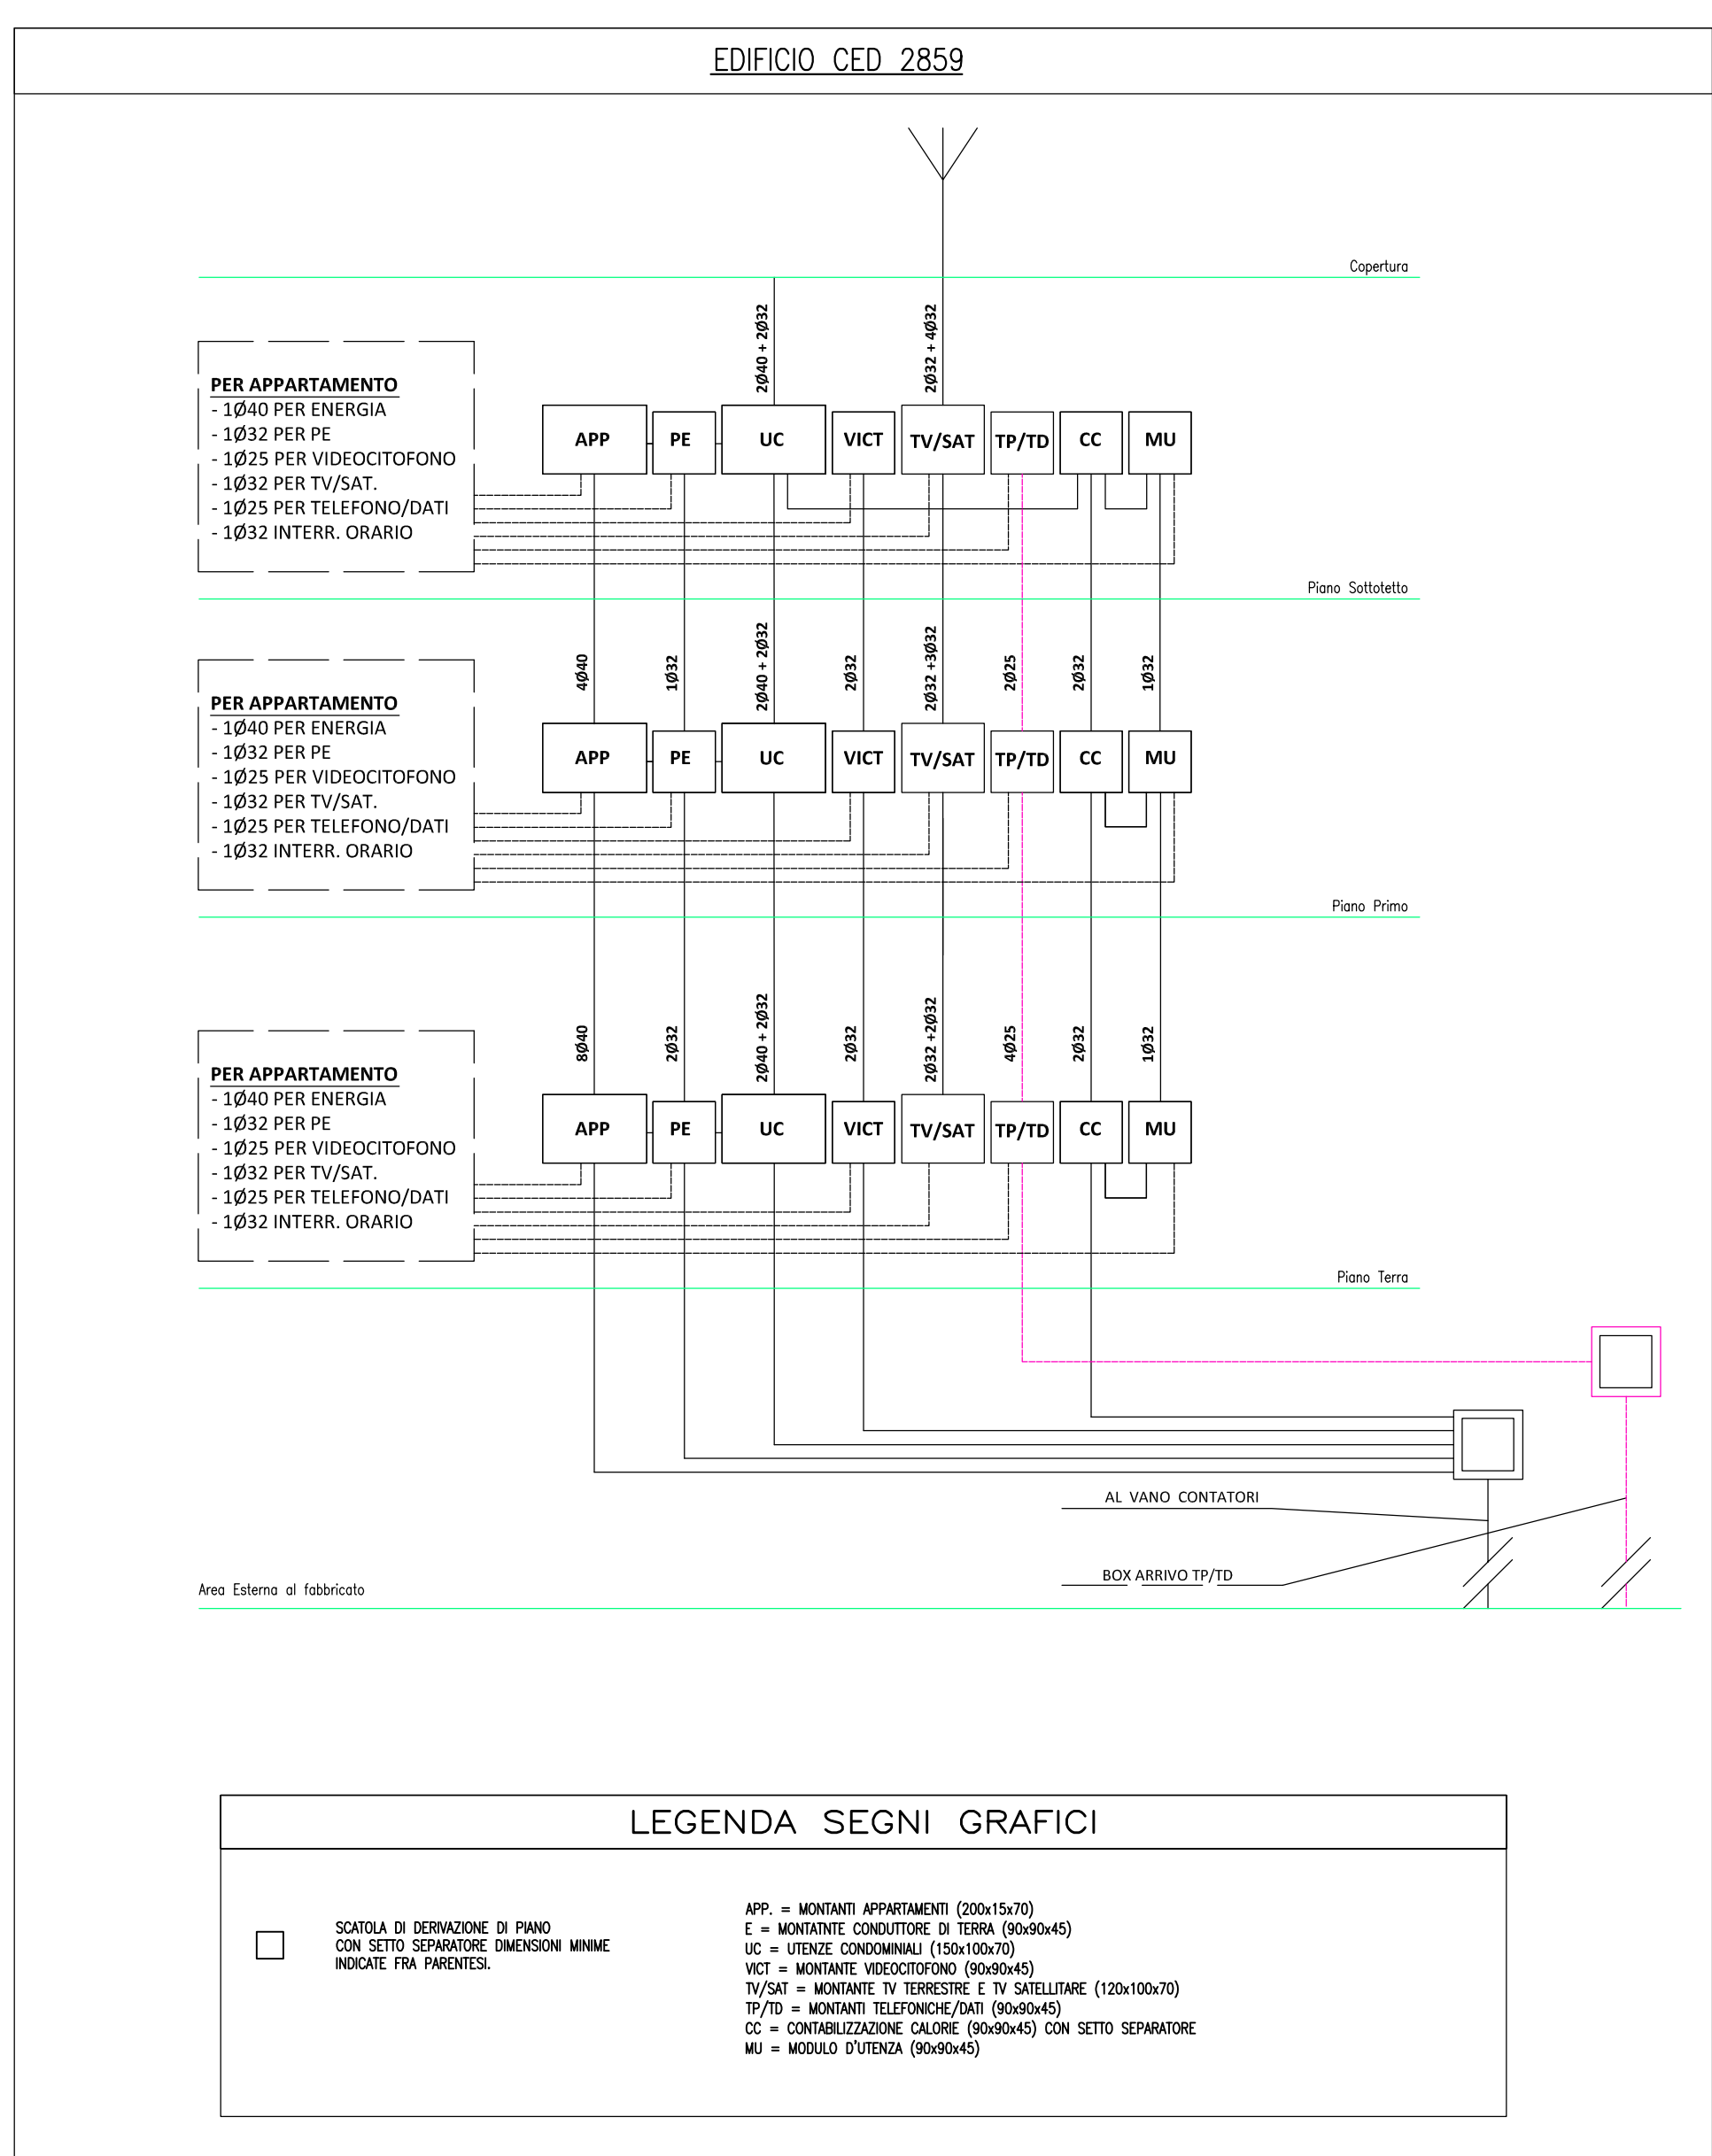 EDIFICIO CED 2859
Copertura
2Ø40 + 2Ø32
2Ø32 + 4Ø32
PER APPARTAMENTO
- 1Ø40 PER ENERGIA
- 1Ø32 PER PE
- 1Ø25 PER VIDEOCITOFONO
- 1Ø32 PER TV/SAT.
- 1Ø25 PER TELEFONO/DATI
- 1Ø32 INTERR. ORARIO
APP PE UC VICT TV/SAT TP/TD CC MU
Piano Sottotetto
4Ø40
1Ø32
2Ø40 + 2Ø32
2Ø32
2Ø32 +3Ø32
2Ø25
2Ø32
1Ø32
PER APPARTAMENTO
- 1Ø40 PER ENERGIA
- 1Ø32 PER PE
- 1Ø25 PER VIDEOCITOFONO
- 1Ø32 PER TV/SAT.
- 1Ø25 PER TELEFONO/DATI
- 1Ø32 INTERR. ORARIO
APP PE UC VICT TV/SAT TP/TD CC MU
Piano Primo
8Ø40
2Ø32
2Ø40 + 2Ø32
2Ø32
2Ø32 +2Ø32
4Ø25
2Ø32
1Ø32
PER APPARTAMENTO
- 1Ø40 PER ENERGIA
- 1Ø32 PER PE
- 1Ø25 PER VIDEOCITOFONO
- 1Ø32 PER TV/SAT.
- 1Ø25 PER TELEFONO/DATI
- 1Ø32 INTERR. ORARIO
APP PE UC VICT TV/SAT TP/TD CC MU
Piano Terra
AL VANO CONTATORI
BOX ARRIVO TP/TD
Area Esterna al fabbricato
LEGENDA SEGNI GRAFICI
SCATOLA DI DERIVAZIONE DI PIANO
CON SETTO SEPARATORE DIMENSIONI MINIME
INDICATE FRA PARENTESI.
APP. = MONTANTI APPARTAMENTI (200x15x70)
E = MONTATNTE CONDUTTORE DI TERRA (90x90x45)
UC = UTENZE CONDOMINIALI (150x100x70)
VICT = MONTANTE VIDEOCITOFONO (90x90x45)
TV/SAT = MONTANTE TV TERRESTRE E TV SATELLITARE (120x100x70)
TP/TD = MONTANTI TELEFONICHE/DATI (90x90x45)
CC = CONTABILIZZAZIONE CALORIE (90x90x45) CON SETTO SEPARATORE
MU = MODULO D'UTENZA (90x90x45)